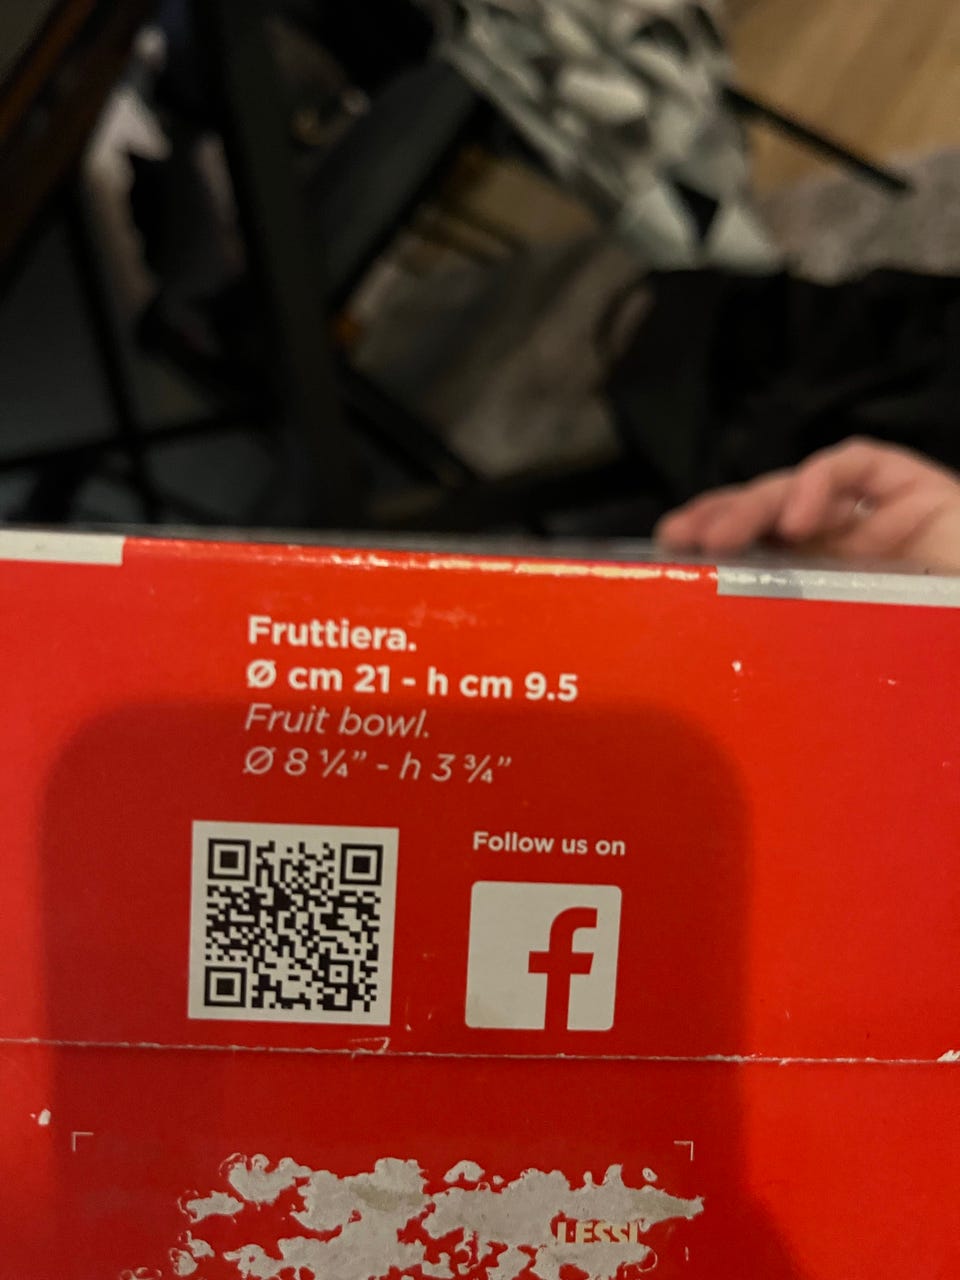 Fruttiera.
Ø cm 21 - h cm 9.5
Fruit bowl.
Ø 8 ¼” - h 3 ¾”
Follow us on
f